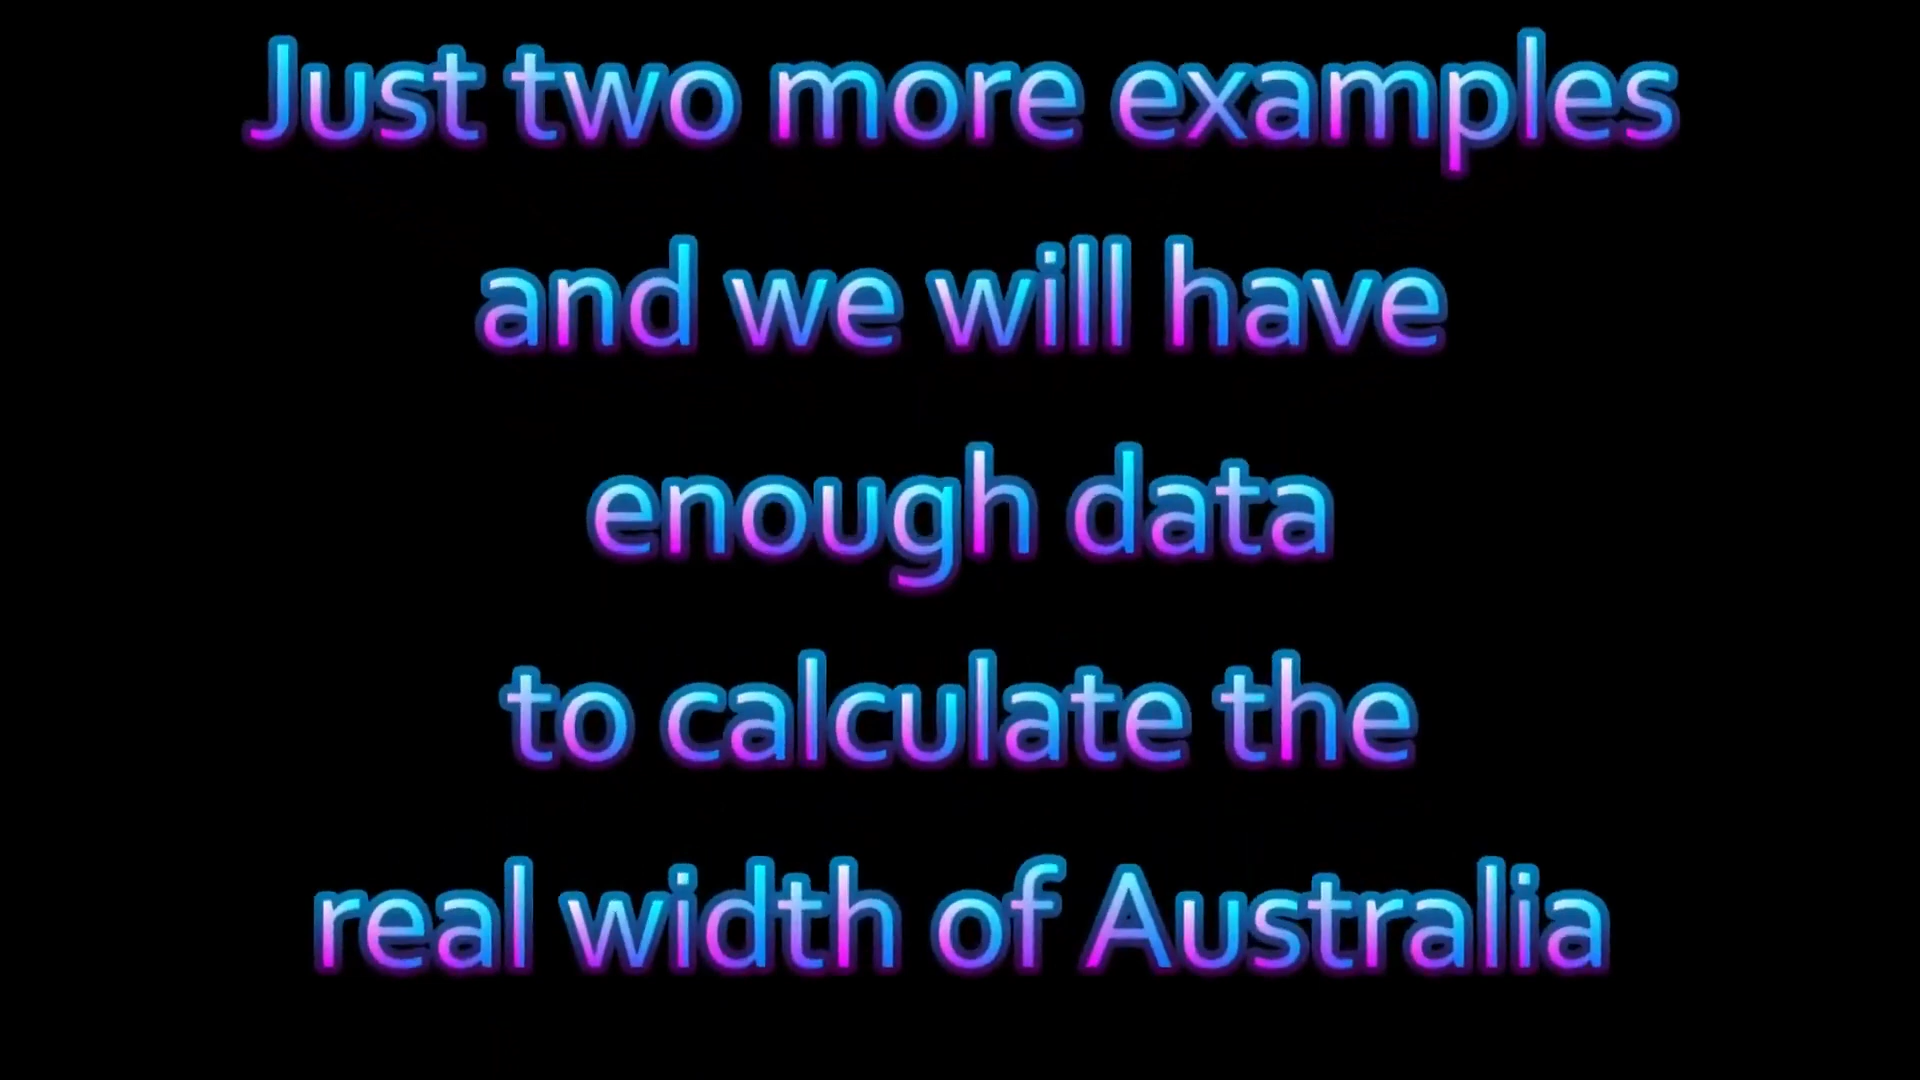 Just two more examples
and we will have
enough data
to calculate the
real width of Australia